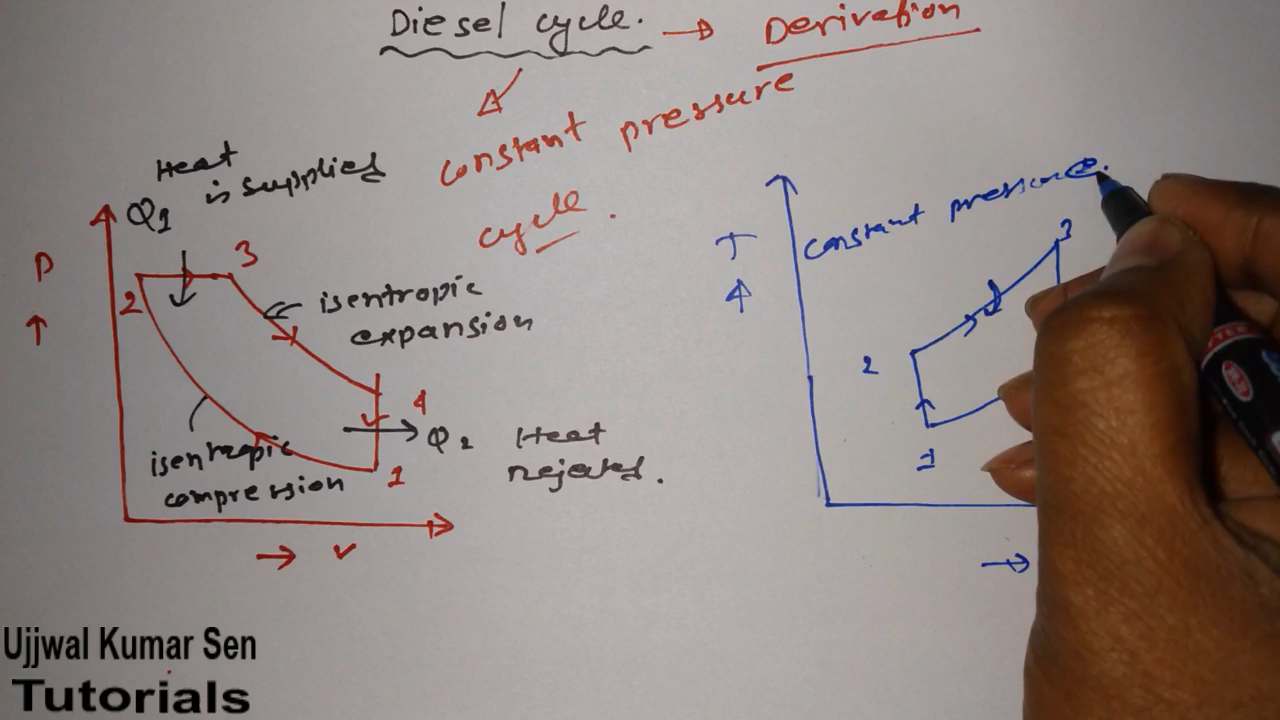 Diesel cycle. → Derivation
constant pressure
cycle.
Heat
is supplied
Q1
P
2
3
isentropic
expansion
4
Q2 Heat
rejected.
isentropic
compression
1
v
constant pressure.
T
3
2
1
Ujjwal Kumar Sen
Tutorials